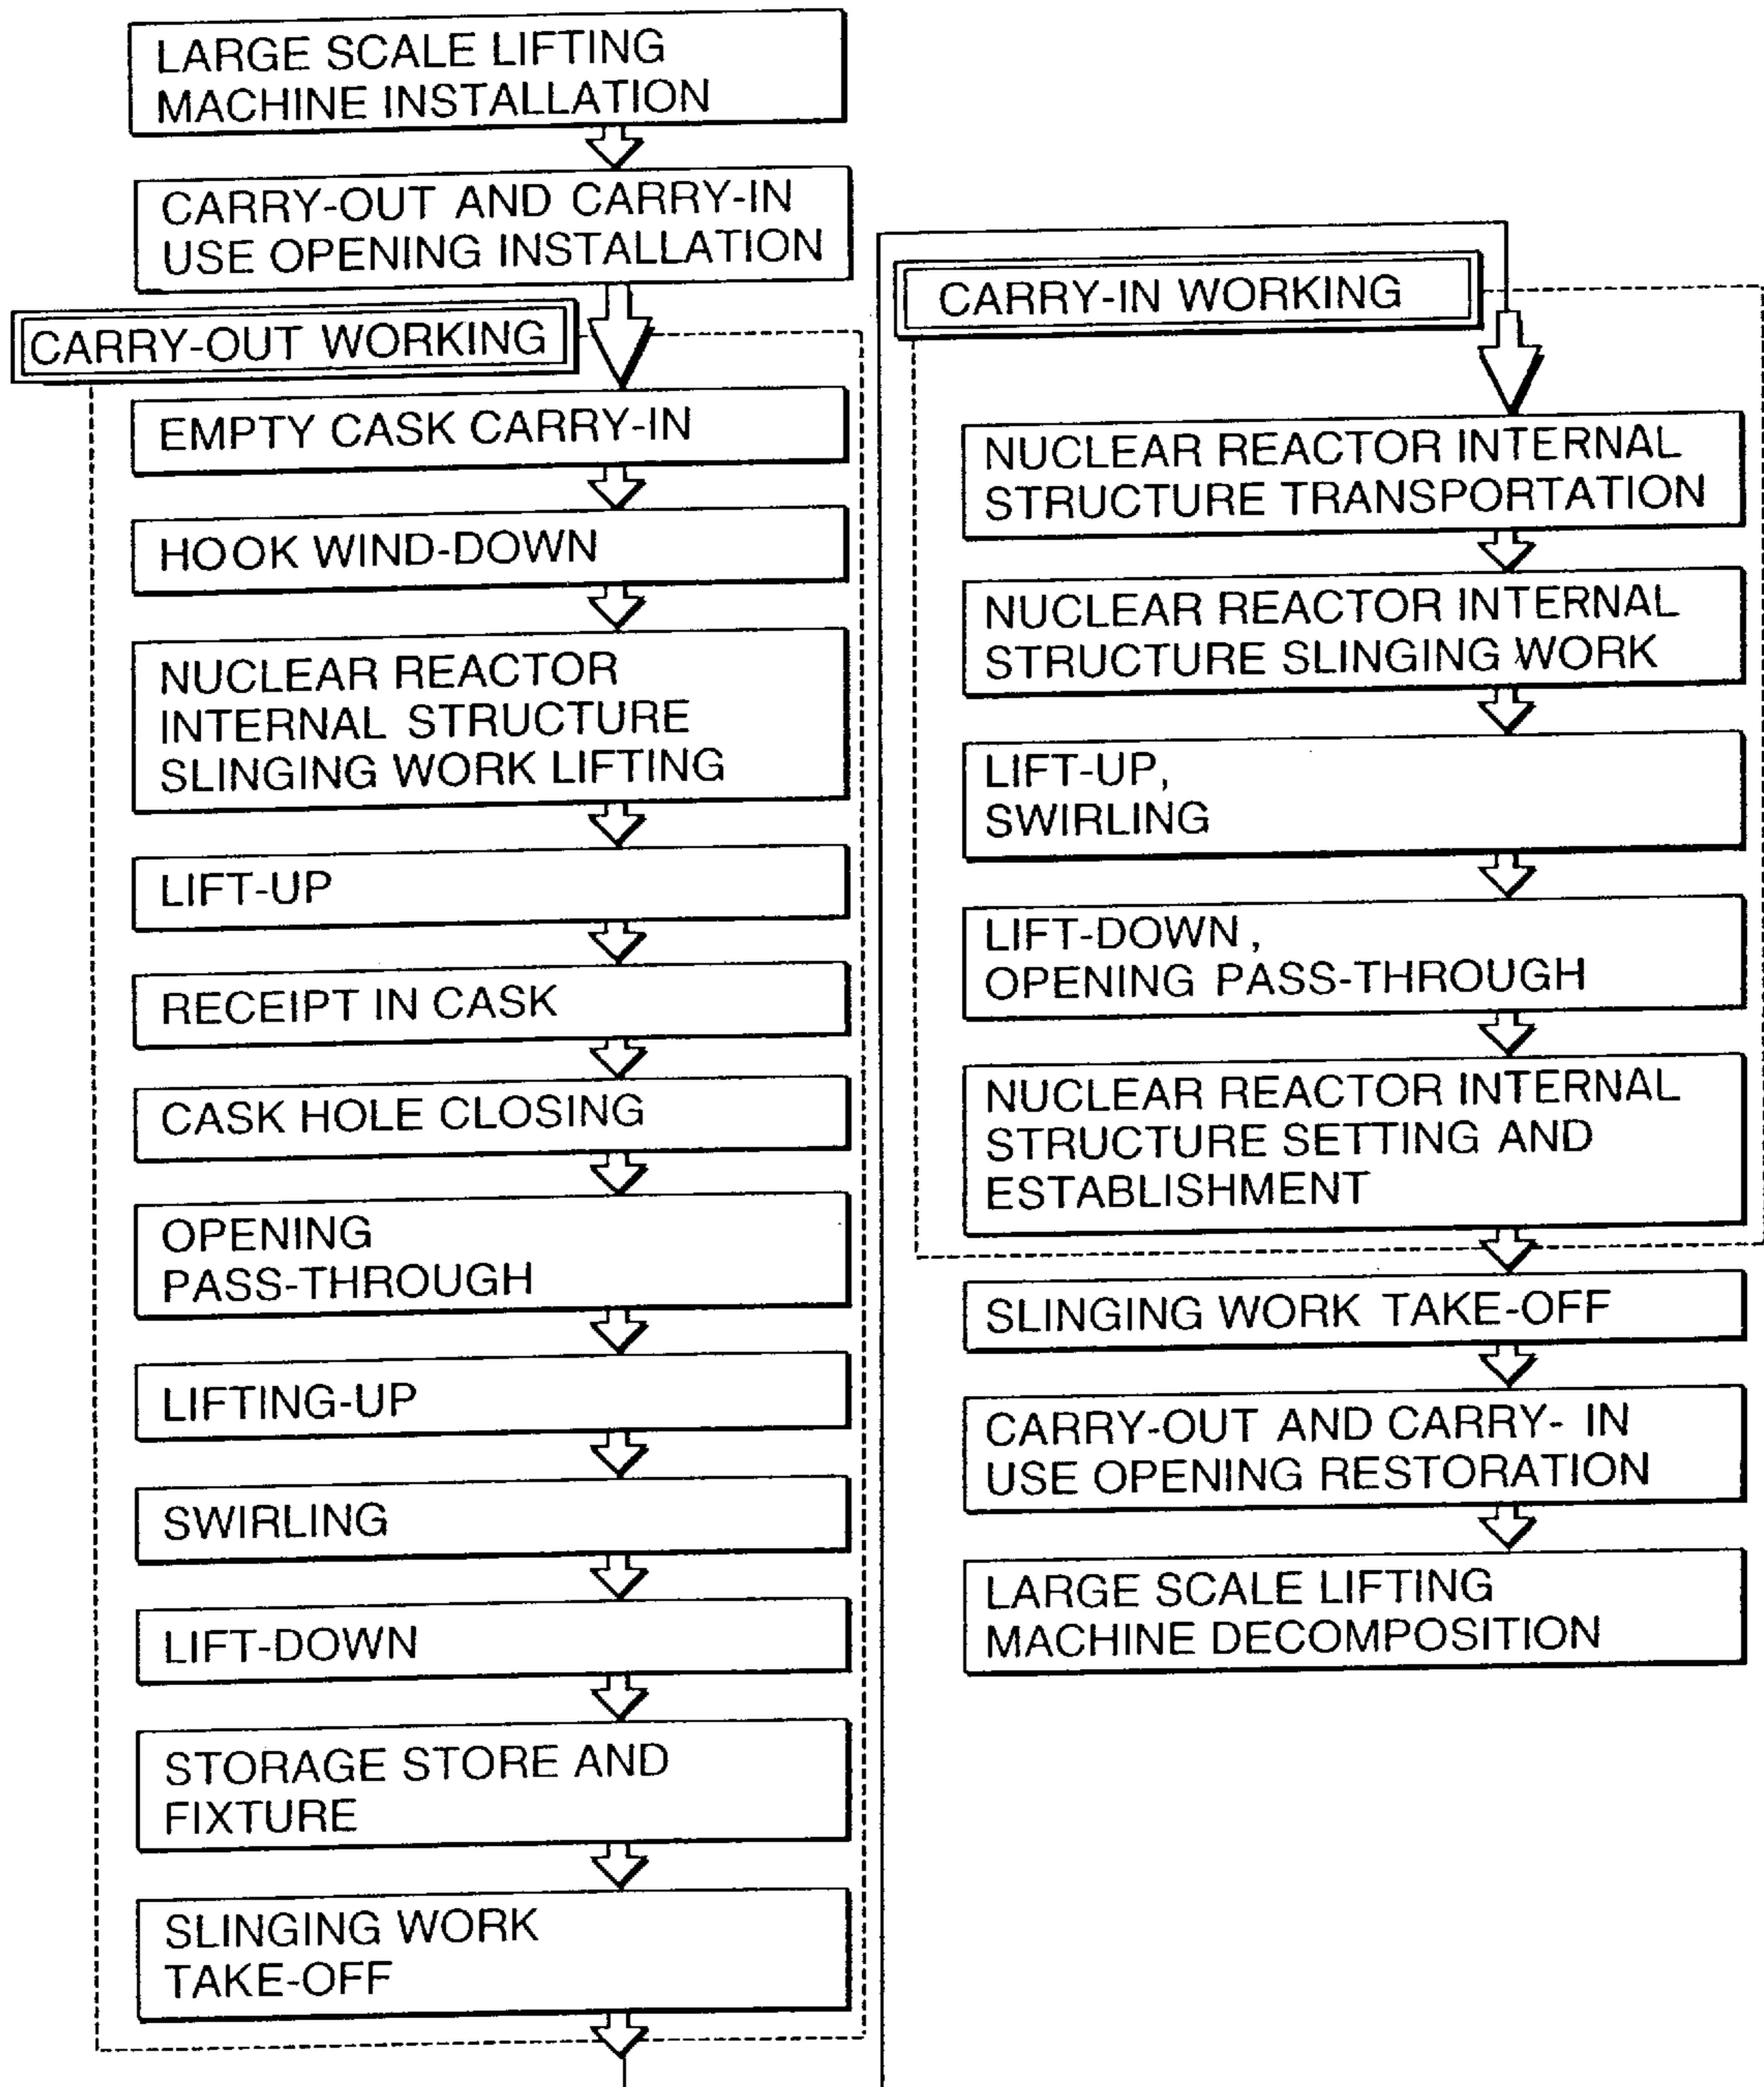 LARGE SCALE LIFTING
MACHINE INSTALLATION
CARRY-OUT AND CARRY-IN
USE OPENING INSTALLATION
CARRY-OUT WORKING
EMPTY CASK CARRY-IN
HOOK WIND-DOWN
NUCLEAR REACTOR
INTERNAL STRUCTURE
SLINGING WORK LIFTING
LIFT-UP
RECEIPT IN CASK
CASK HOLE CLOSING
OPENING
PASS-THROUGH
LIFTING-UP
SWIRLING
LIFT-DOWN
STORAGE STORE AND
FIXTURE
SLINGING WORK
TAKE-OFF
CARRY-IN WORKING
NUCLEAR REACTOR INTERNAL
STRUCTURE TRANSPORTATION
NUCLEAR REACTOR INTERNAL
STRUCTURE SLINGING WORK
LIFT-UP,
SWIRLING
LIFT-DOWN ,
OPENING PASS-THROUGH
NUCLEAR REACTOR INTERNAL
STRUCTURE SETTING AND
ESTABLISHMENT
SLINGING WORK TAKE-OFF
CARRY-OUT AND CARRY- IN
USE OPENING RESTORATION
LARGE SCALE LIFTING
MACHINE DECOMPOSITION